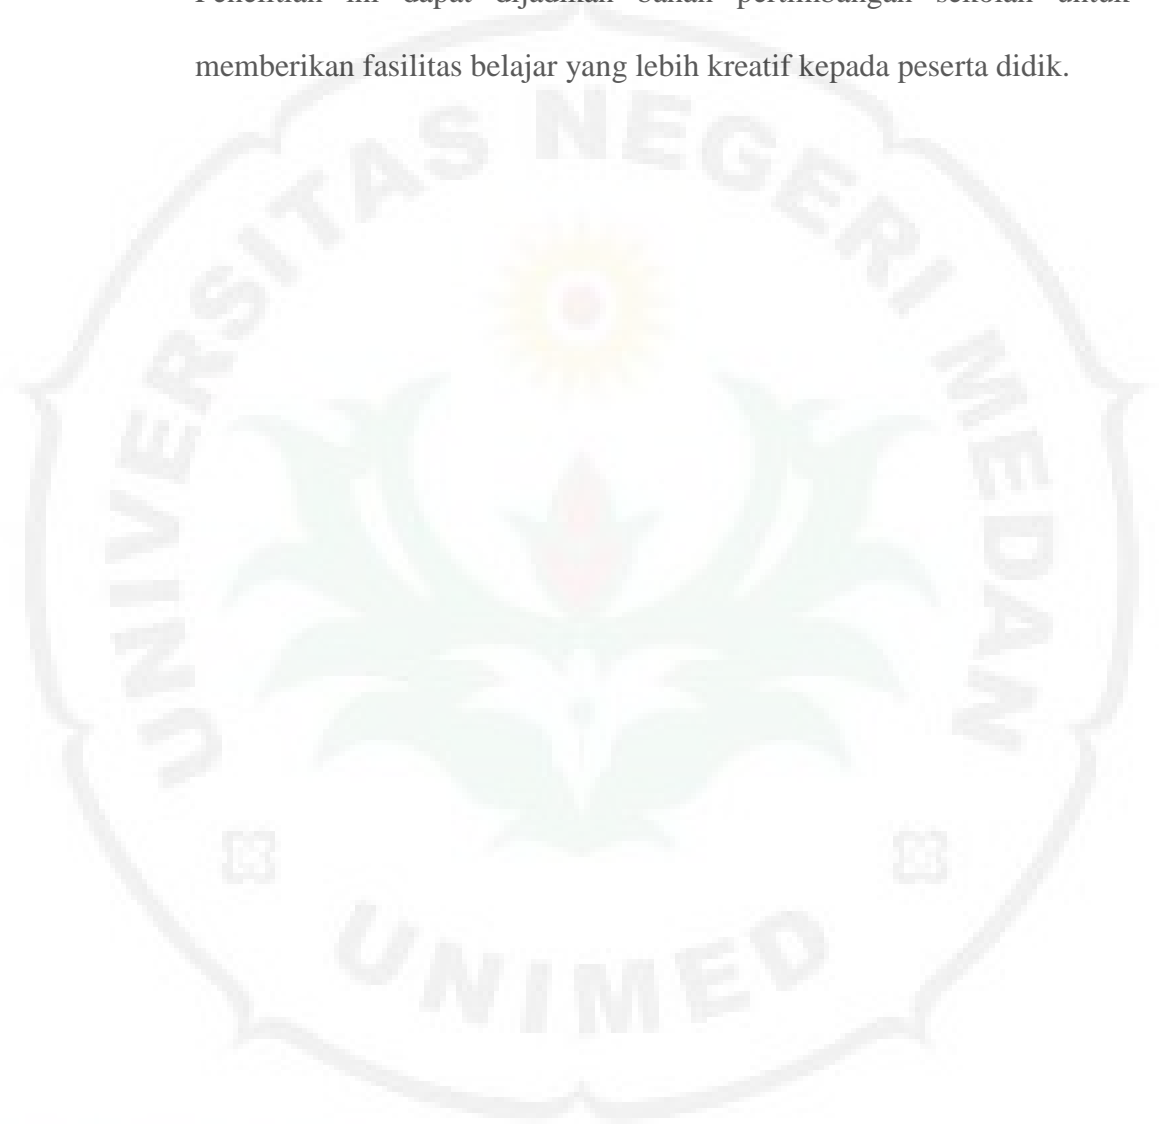 Penelitian ini dapat dijadikan bahan pertimbangan sekolah untuk
memberikan fasilitas belajar yang lebih kreatif kepada peserta didik.
UNIVERSITAS NEGERI MEDAN
UNIMED